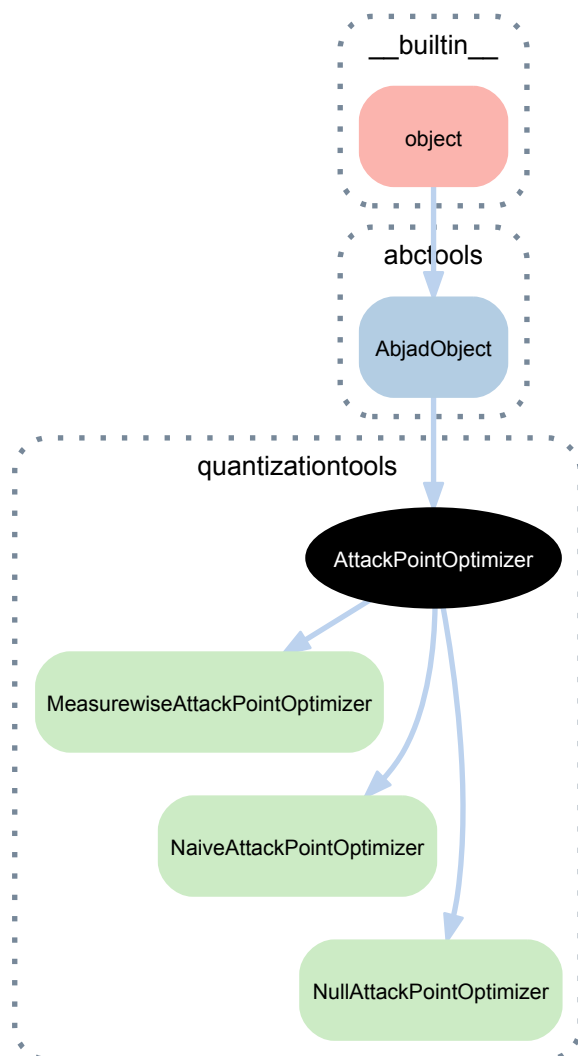 __builtin__
object
abctools
AbjadObject
quantizationtools
AttackPointOptimizer
MeasurewiseAttackPointOptimizer
NaiveAttackPointOptimizer
NullAttackPointOptimizer